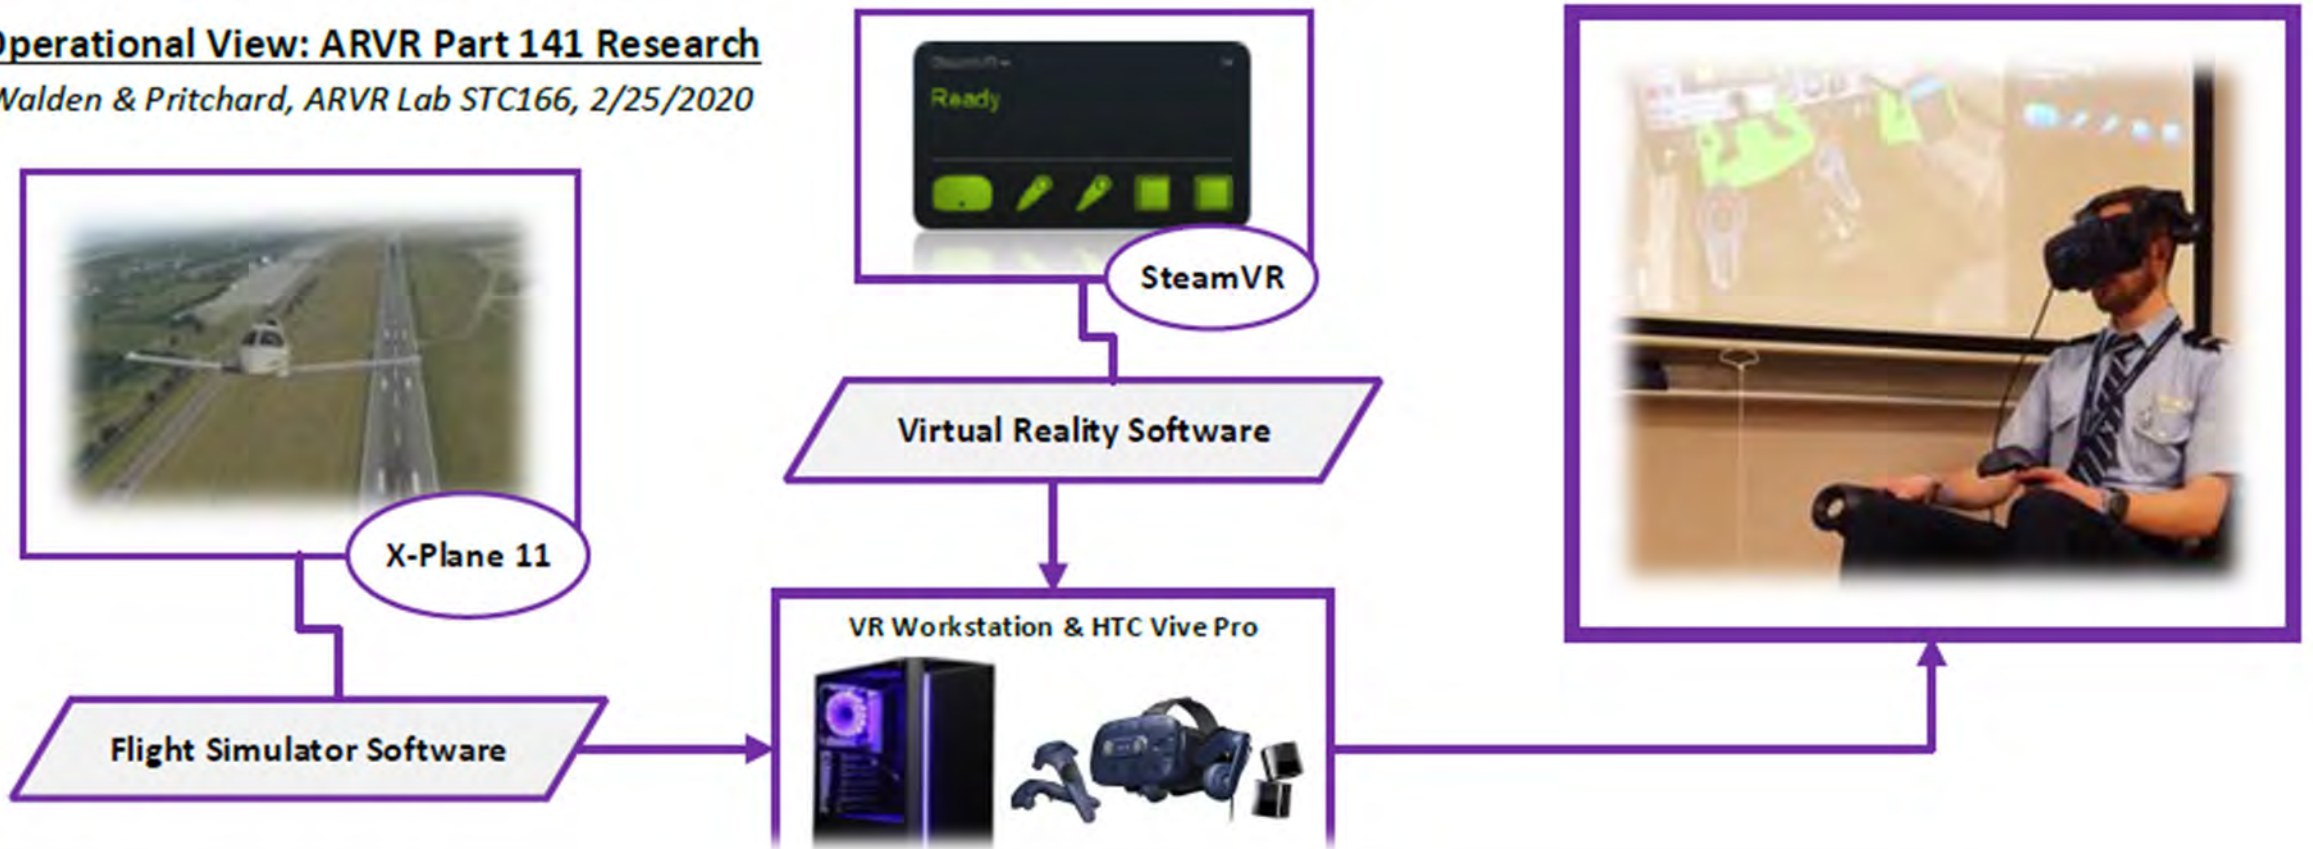 Operational View: ARVR Part 141 Research
Walden & Pritchard, ARVR Lab STC166, 2/25/2020
SteamVR
Ready
SteamVR
X-Plane 11
Virtual Reality Software
VR Workstation & HTC Vive Pro
Flight Simulator Software